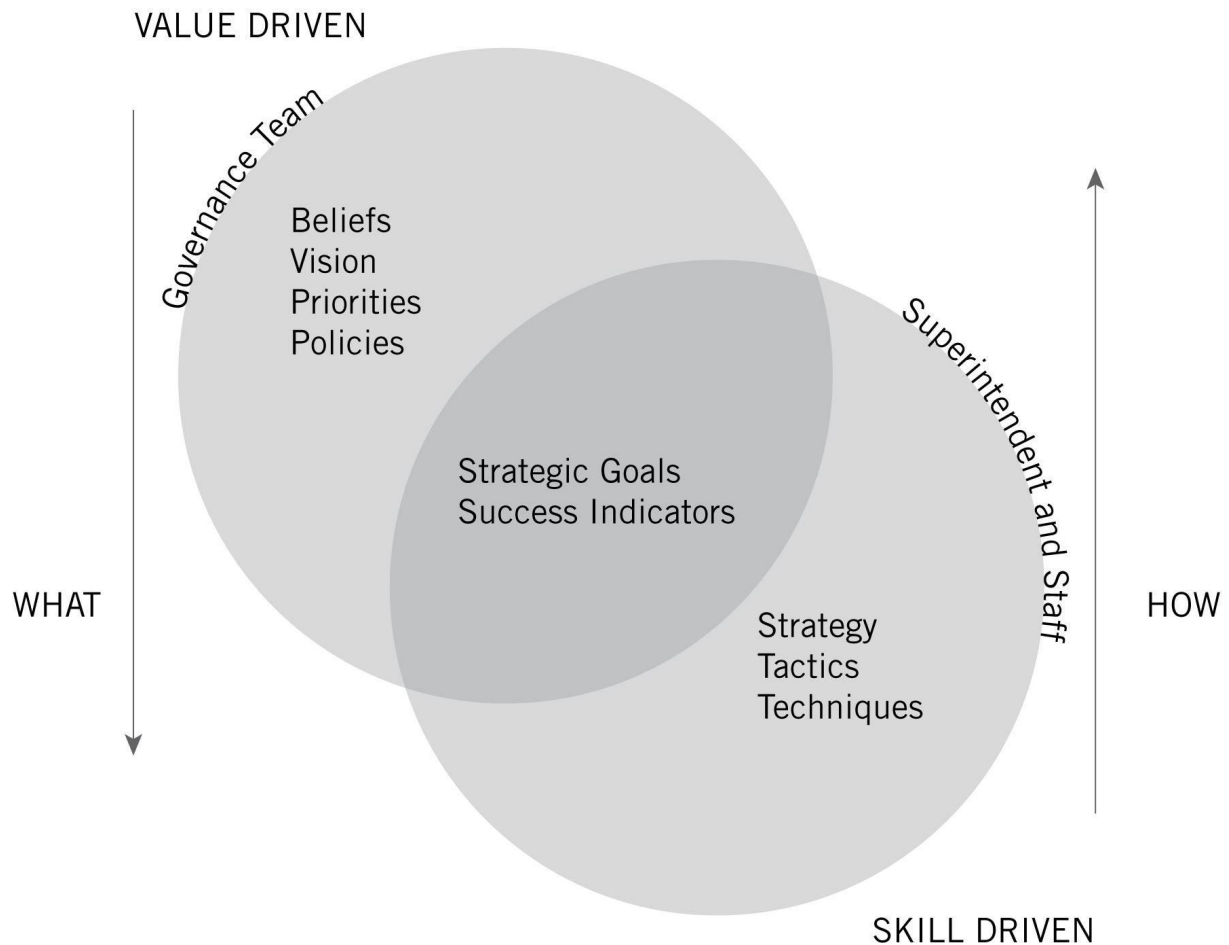 VALUE DRIVEN
Governance Team
Beliefs
Vision
Priorities
Policies
Superintendent and Staff
Strategic Goals
Success Indicators
WHAT
HOW
Strategy
Tactics
Techniques
SKILL DRIVEN